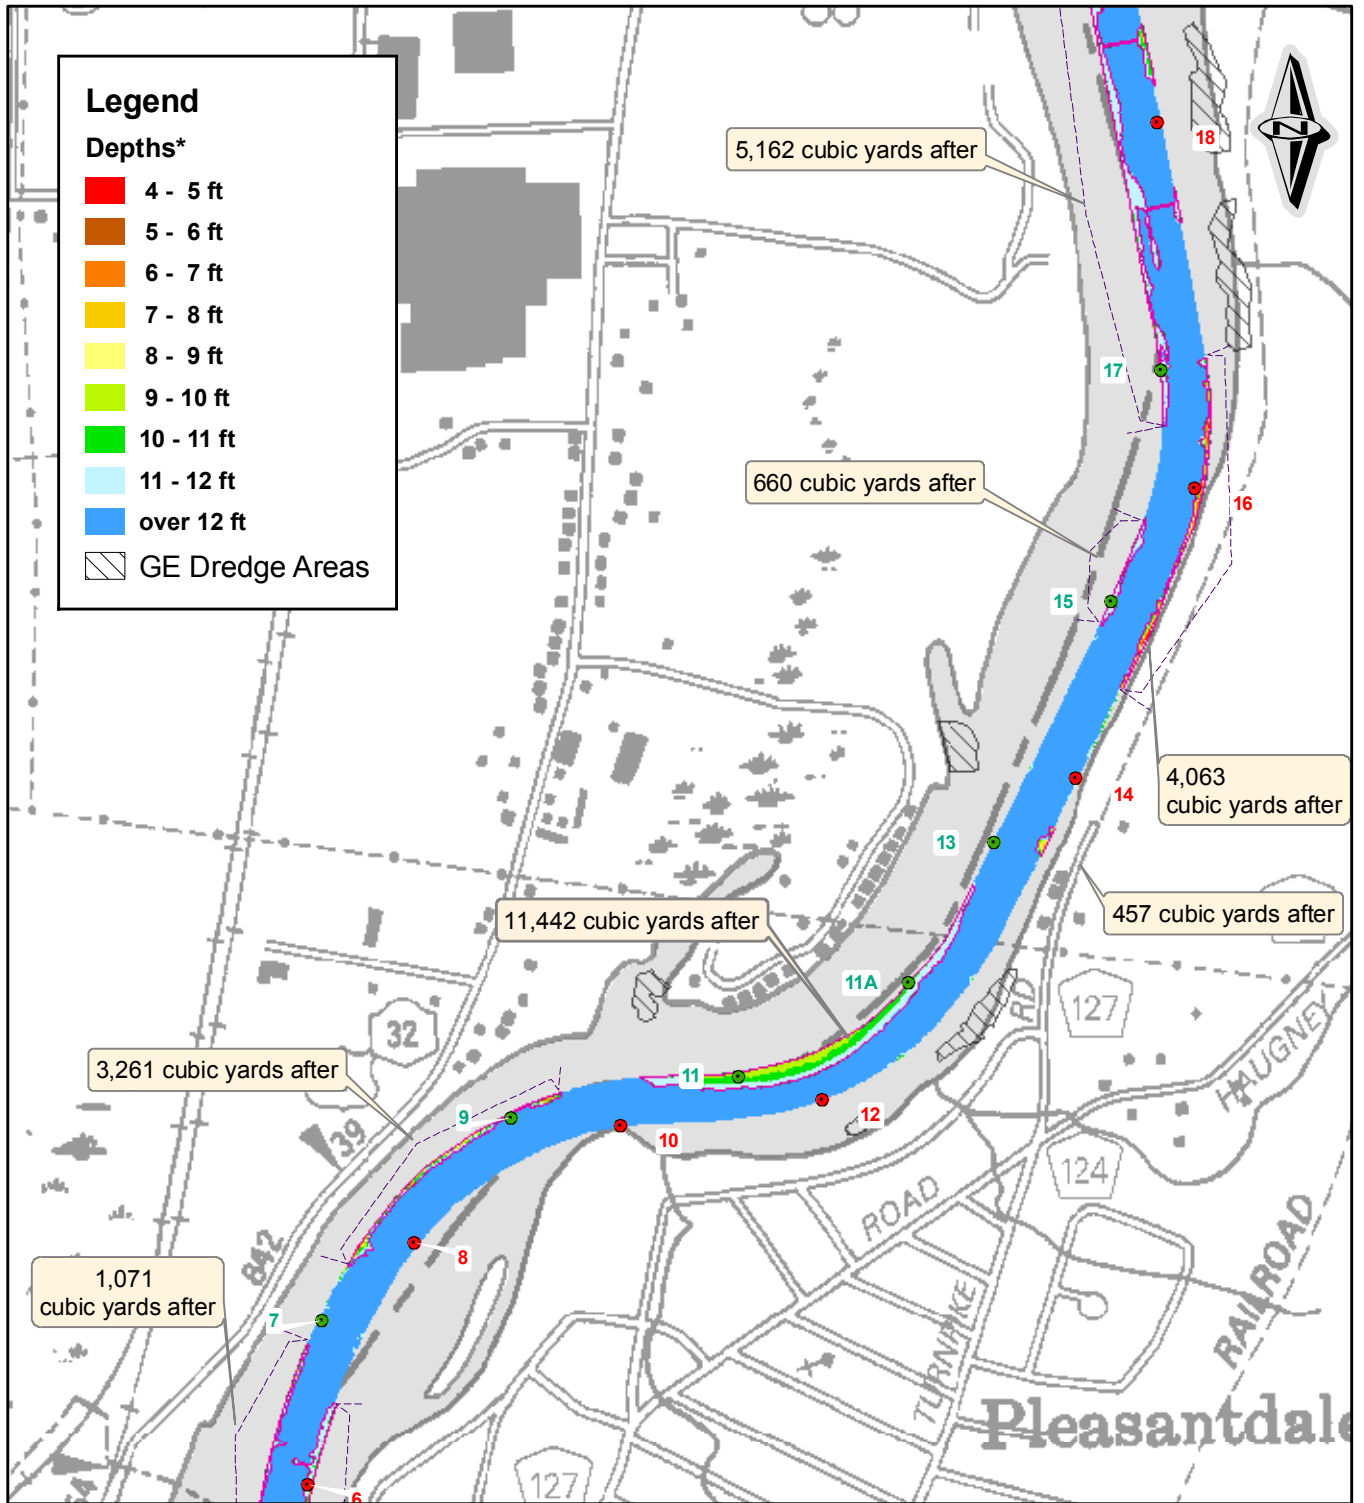 Legend
Depths*
4 - 5 ft
5 - 6 ft
6 - 7 ft
7 - 8 ft
8 - 9 ft
9 - 10 ft
10 - 11 ft
11 - 12 ft
over 12 ft
GE Dredge Areas
N
5,162 cubic yards after
18
17
660 cubic yards after
16
15
4,063
cubic yards after
14
13
457 cubic yards after
11,442 cubic yards after
11A
RD
127
32
HAUGNEY
3,261 cubic yards after
11
9
12
10
39
124
ROAD
842
8
RAILROAD
1,071
cubic yards after
7
TURNPIKE
Pleasantdale
127
6